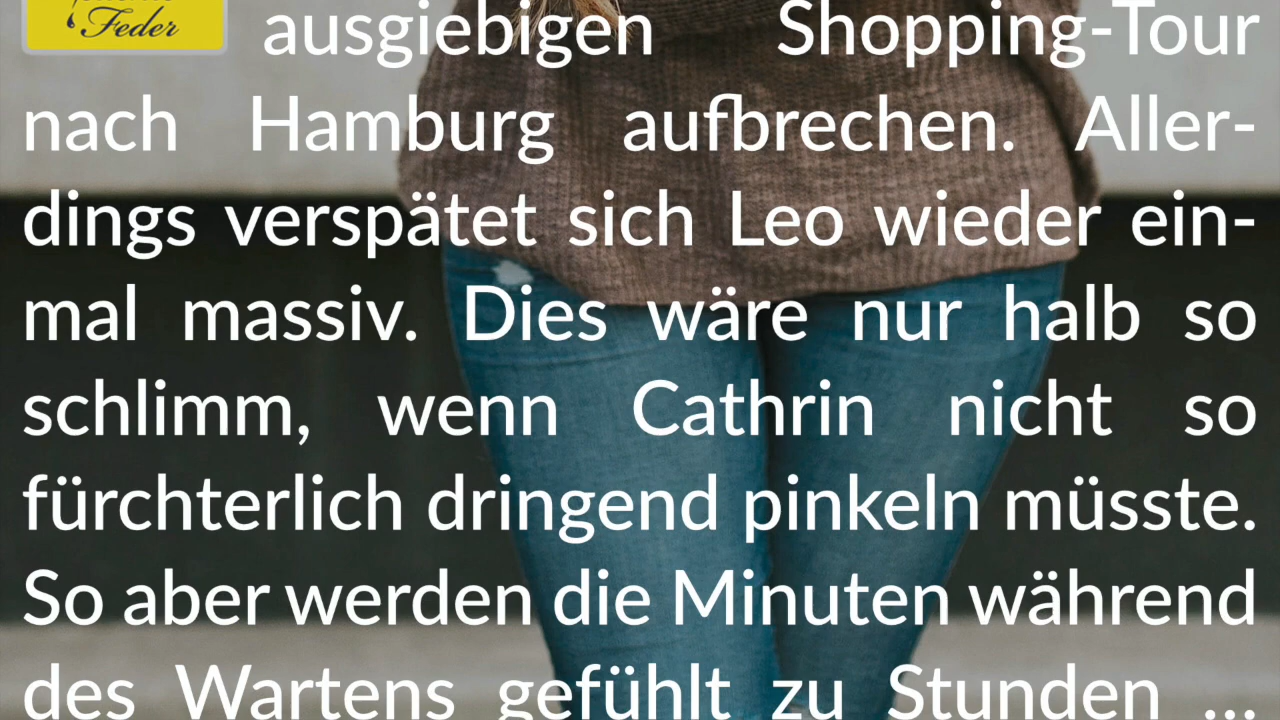 Feder
ausgiebigen Shopping-Tour
nach Hamburg aufbrechen. Aller-
dings verspätet sich Leo wieder ein-
mal massiv. Dies wäre nur halb so
schlimm, wenn Cathrin nicht so
fürchterlich dringend pinkeln müsste.
So aber werden die Minuten während
des Wartens gefühlt zu Stunden ...